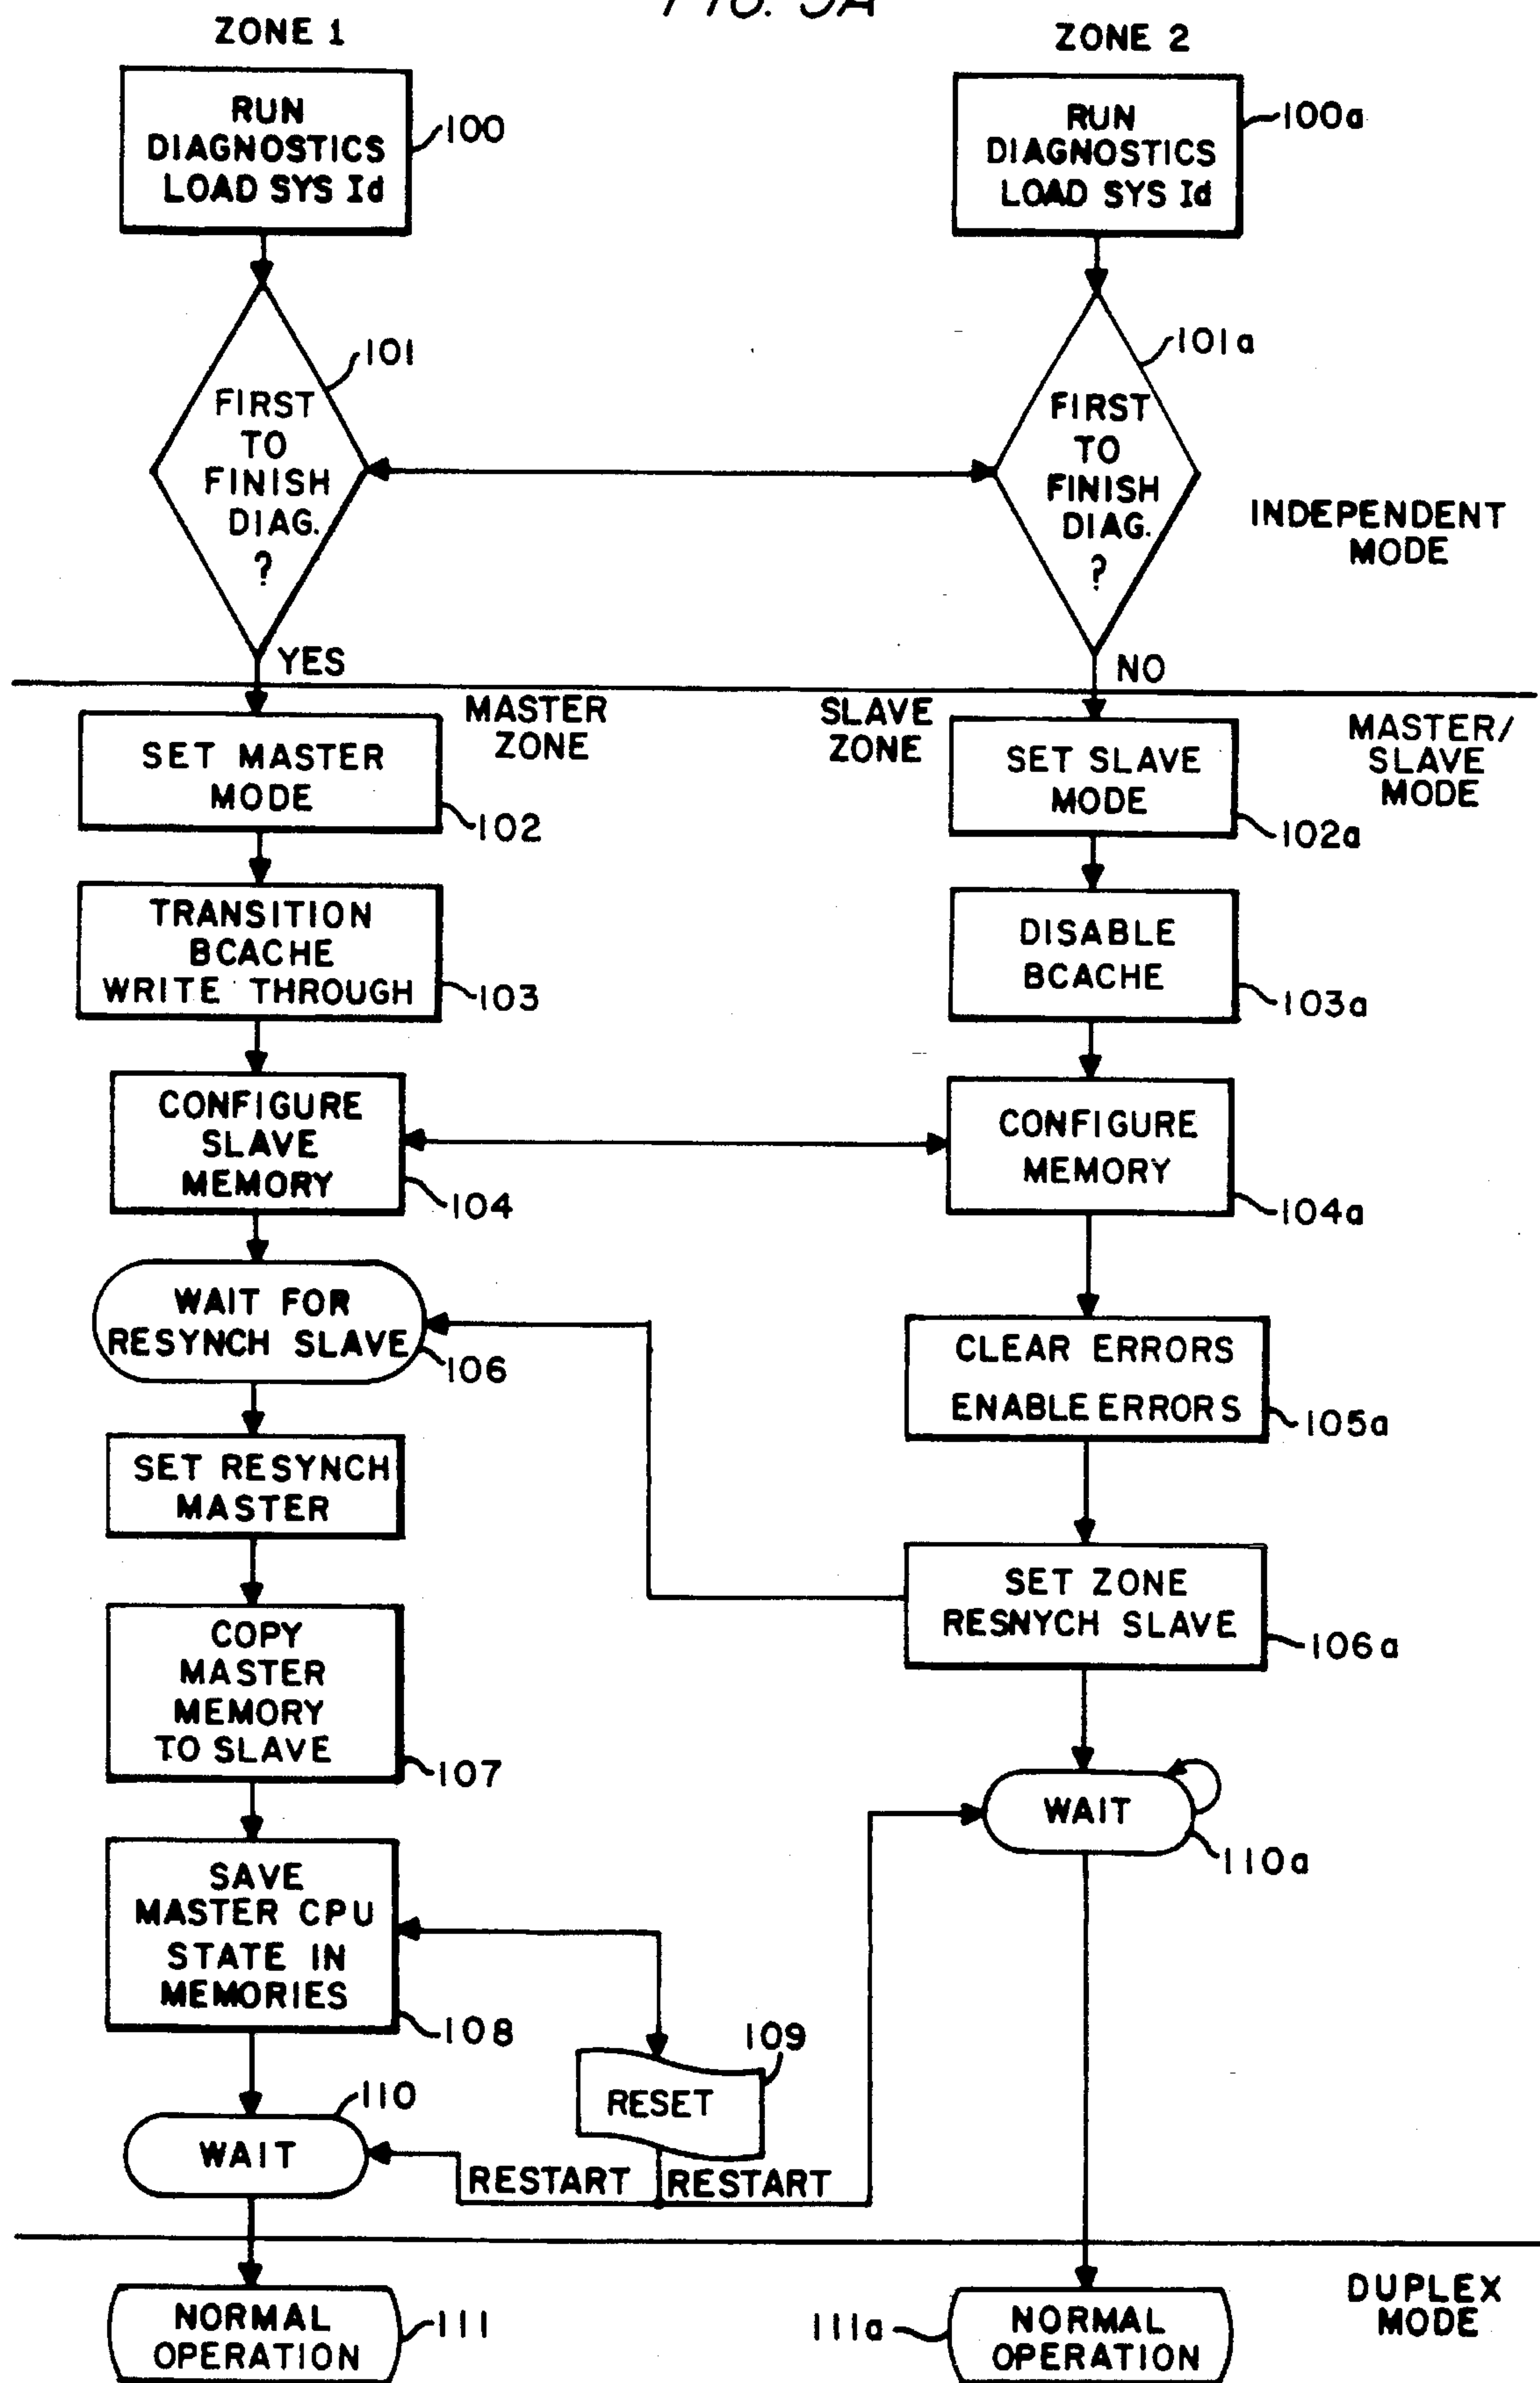 ZONE 1
RUN
DIAGNOSTICS
LOAD SYS Id
100
101
FIRST
TO
FINISH
DIAG.
?
YES
ZONE 2
RUN
DIAGNOSTICS
LOAD SYS Id
100a
101a
FIRST
TO
FINISH
DIAG.
?
NO
INDEPENDENT
MODE
MASTER
ZONE
SET MASTER
MODE
102
TRANSITION
BCACHE
WRITE THROUGH
103
CONFIGURE
SLAVE
MEMORY
104
WAIT FOR
RESYNCH SLAVE
106
SET RESYNCH
MASTER
COPY
MASTER
MEMORY
TO SLAVE
107
SAVE
MASTER CPU
STATE IN
MEMORIES
108
109
RESET
110
WAIT
RESTART
RESTART
SLAVE
ZONE
SET SLAVE
MODE
102a
MASTER/
SLAVE
MODE
DISABLE
BCACHE
103a
CONFIGURE
MEMORY
104a
CLEAR ERRORS
ENABLE ERRORS
105a
SET ZONE
RESNYCH SLAVE
106a
WAIT
110a
NORMAL
OPERATION
111
111a
NORMAL
OPERATION
DUPLEX
MODE